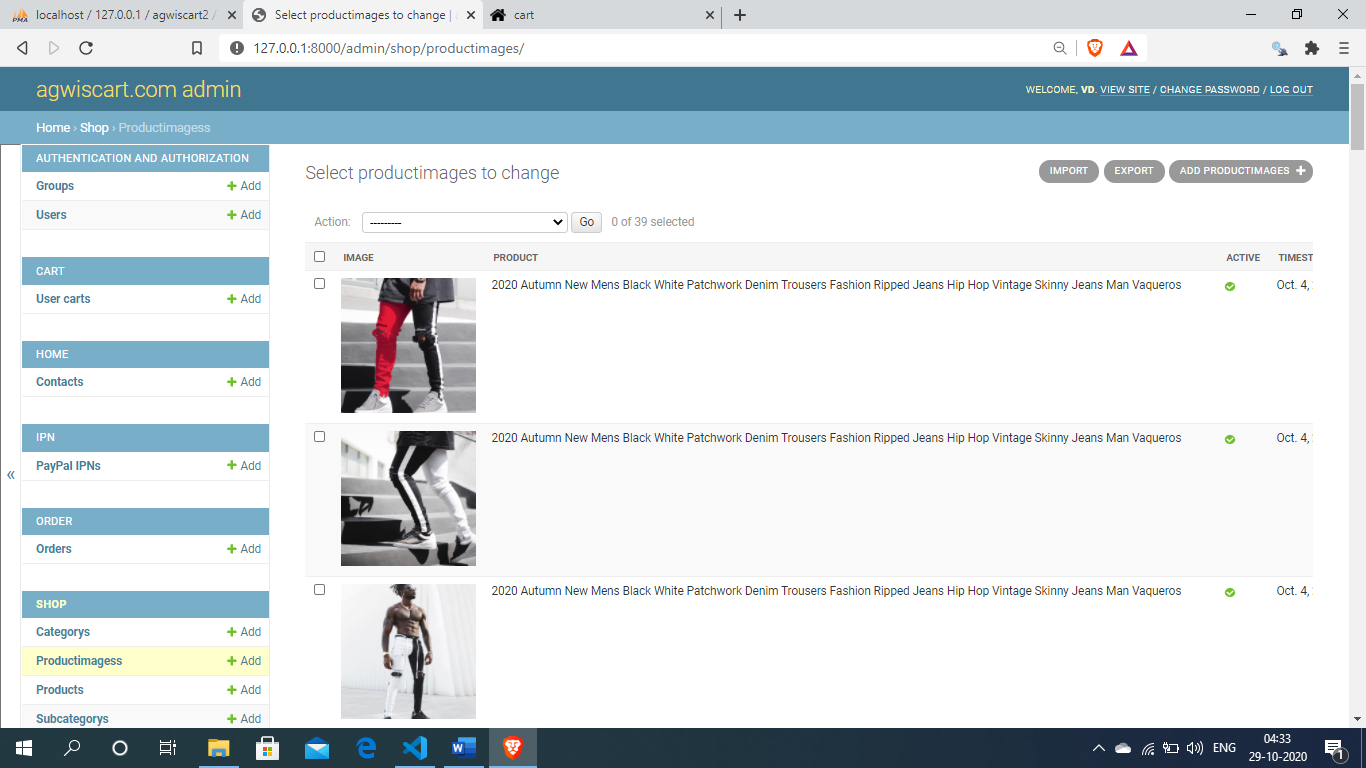 localhost / 127.0.0.1 / agwiscart2 /
Select productimages to change |
cart
127.0.0.1:8000/admin/shop/productimages/
agwiscart.com admin
WELCOME, VD. VIEW SITE / CHANGE PASSWORD / LOG OUT
Home › Shop › Productimagess
AUTHENTICATION AND AUTHORIZATION
Groups + Add
Users + Add
CART
User carts + Add
HOME
Contacts + Add
IPN
PayPal IPNs + Add
ORDER
Orders + Add
SHOP
Categorys + Add
Productimagess + Add
Products + Add
Subcategorys + Add
«
Select productimages to change
IMPORT EXPORT ADD PRODUCTIMAGES +
Action: --------- Go 0 of 39 selected
IMAGE PRODUCT ACTIVE TIMEST
2020 Autumn New Mens Black White Patchwork Denim Trousers Fashion Ripped Jeans Hip Hop Vintage Skinny Jeans Man Vaqueros Oct. 4,
2020 Autumn New Mens Black White Patchwork Denim Trousers Fashion Ripped Jeans Hip Hop Vintage Skinny Jeans Man Vaqueros Oct. 4,
2020 Autumn New Mens Black White Patchwork Denim Trousers Fashion Ripped Jeans Hip Hop Vintage Skinny Jeans Man Vaqueros Oct. 4,
ENG
04:33
29-10-2020
1